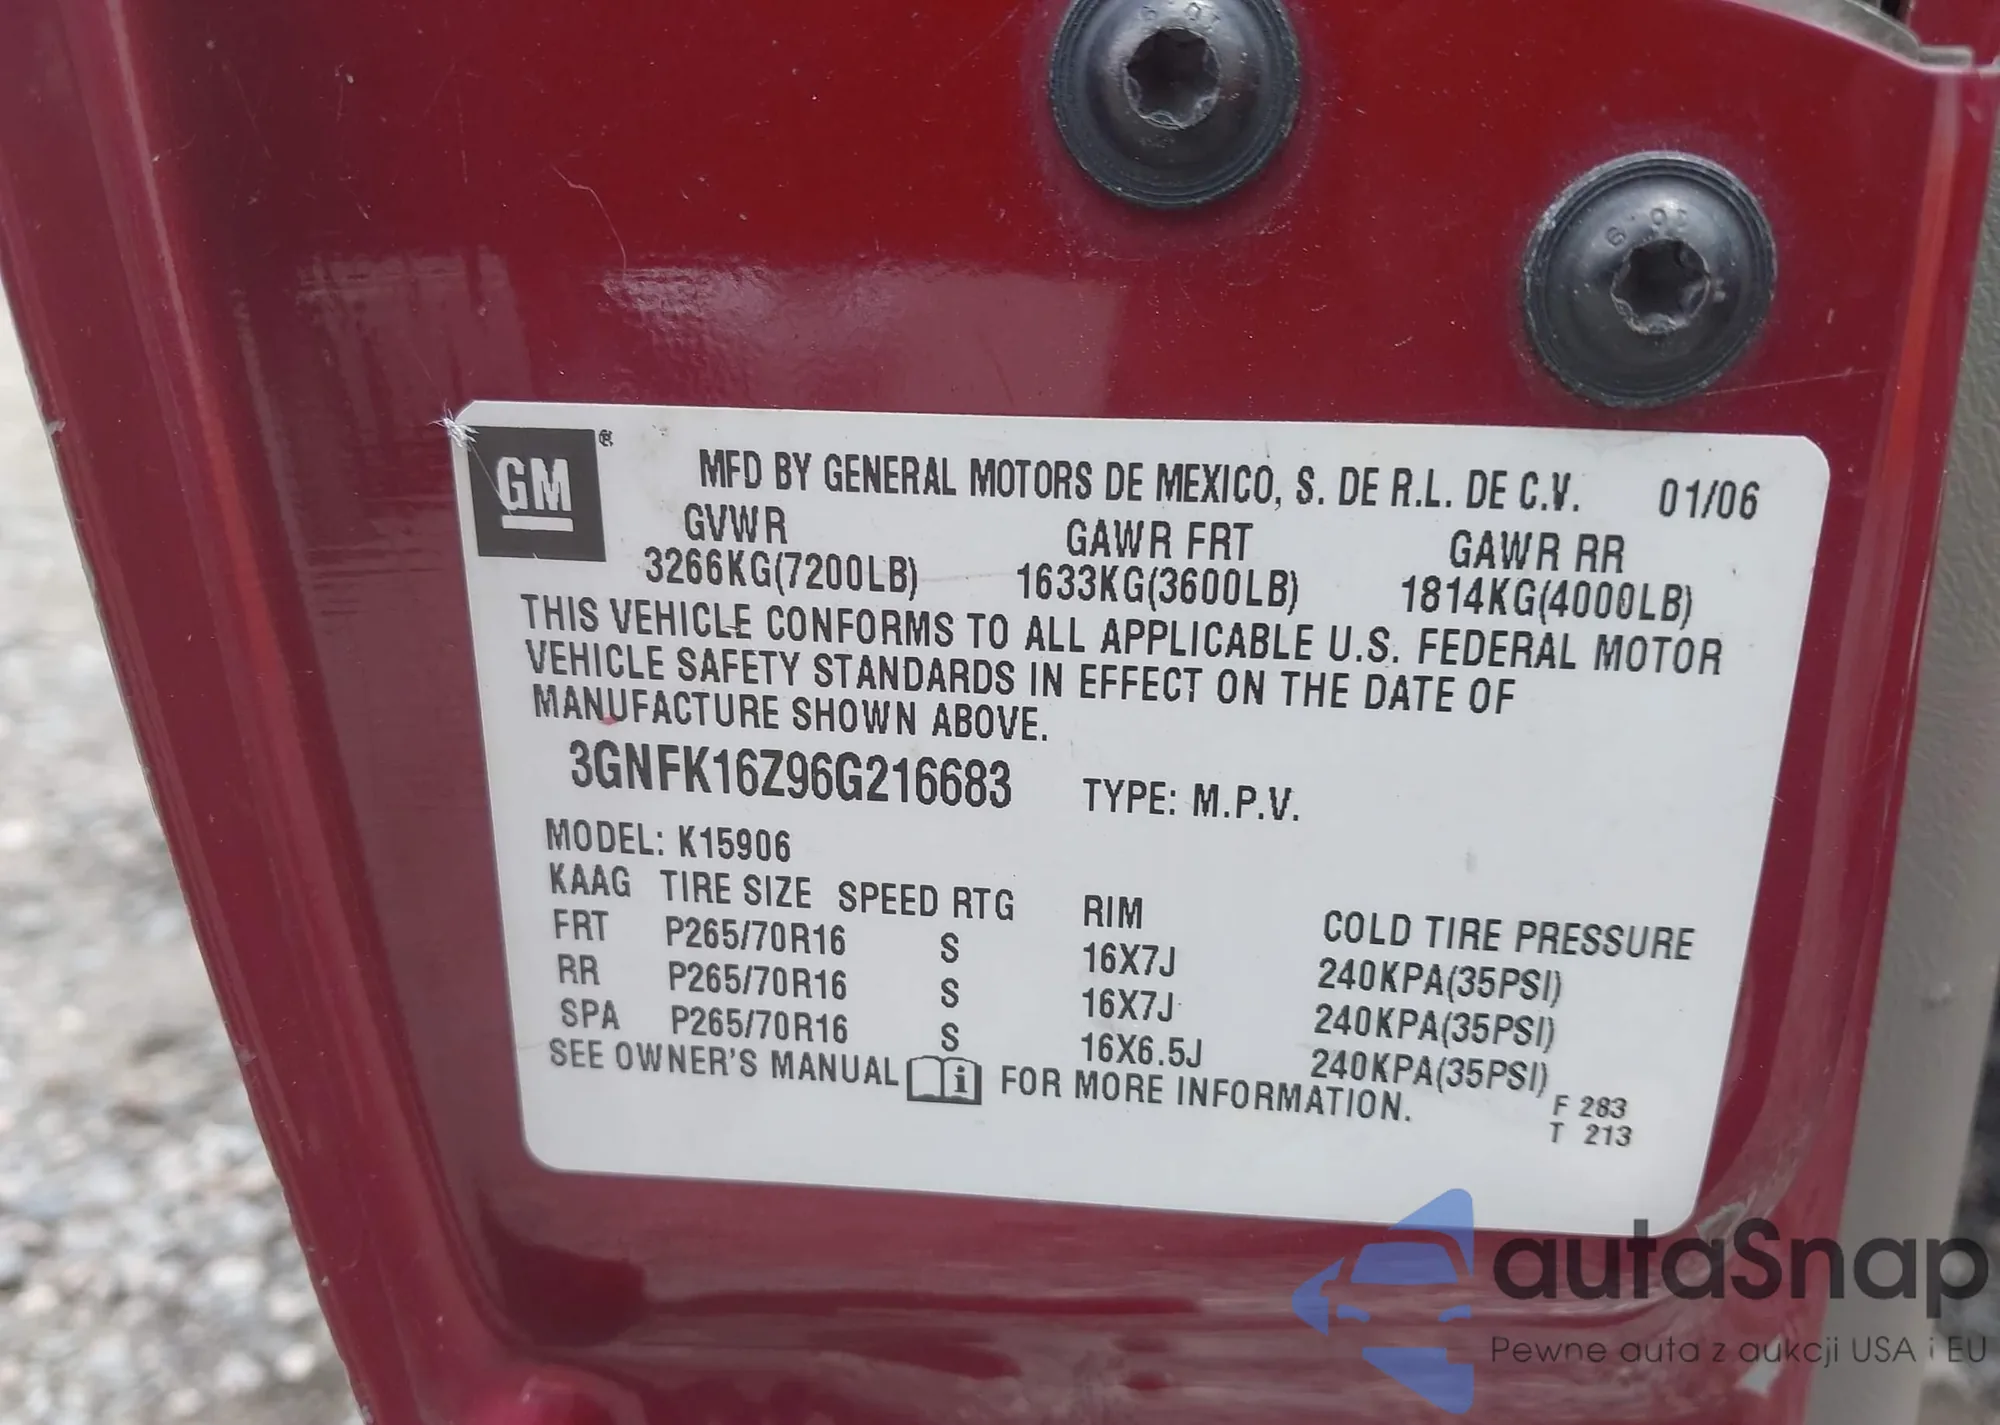 GM ®
MFD BY GENERAL MOTORS DE MEXICO, S. DE R.L. DE C.V. 01/06
GVWR GAWR FRT GAWR RR
3266KG(7200LB) 1633KG(3600LB) 1814KG(4000LB)
THIS VEHICLE CONFORMS TO ALL APPLICABLE U.S. FEDERAL MOTOR
VEHICLE SAFETY STANDARDS IN EFFECT ON THE DATE OF
MANUFACTURE SHOWN ABOVE.
3GNFK16Z96G216683 TYPE: M.P.V.
MODEL: K15906
KAAG TIRE SIZE SPEED RTG RIM COLD TIRE PRESSURE
FRT P265/70R16 S 16X7J 240KPA(35PSI)
RR P265/70R16 S 16X7J 240KPA(35PSI)
SPA P265/70R16 S 16X6.5J 240KPA(35PSI)
SEE OWNER'S MANUAL i FOR MORE INFORMATION.
F 283
T 213
autaSnap
Pewne auta z aukcji USA i EU